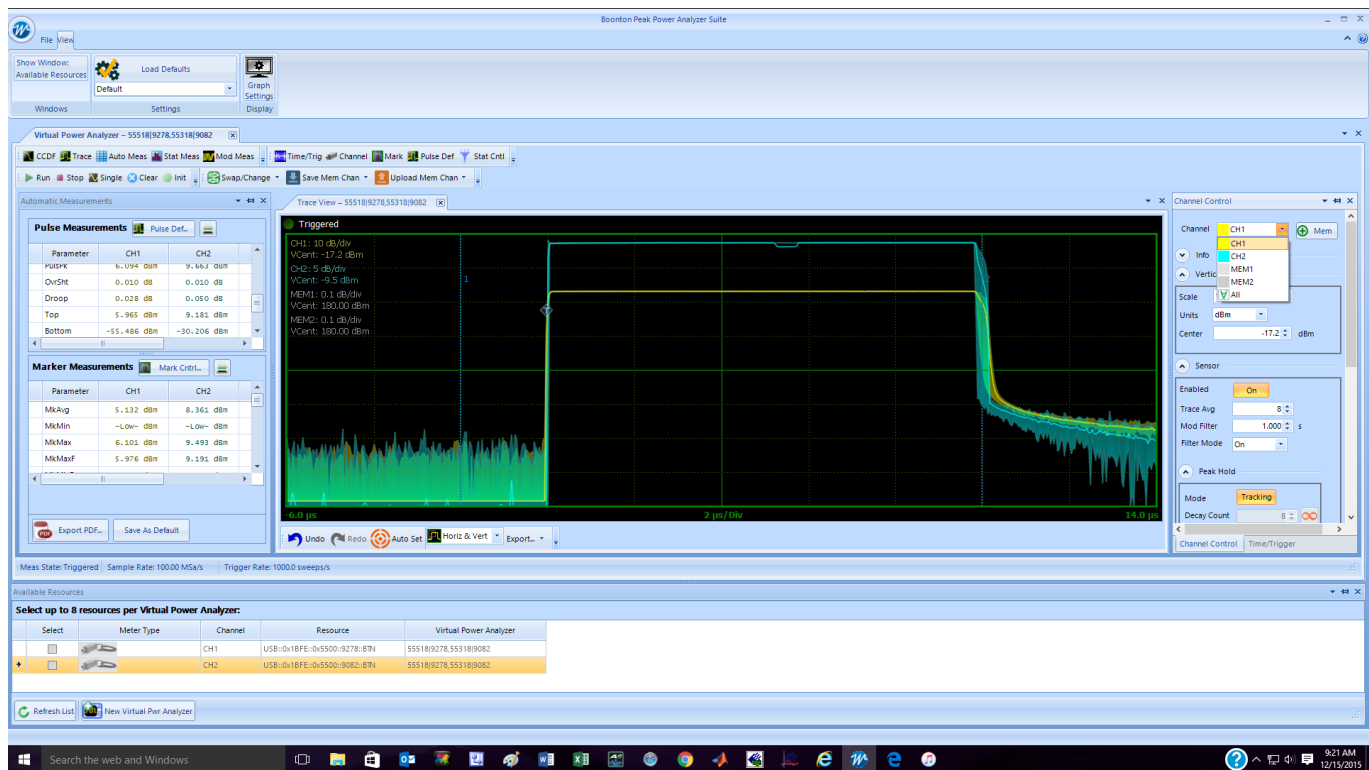 Boonton Peak Power Analyzer Suite
File View
Show Window:
Available Resources
Load Defaults
Default
Graph
Settings
Windows Settings Display
Virtual Power Analyzer – 55518|9278,55318|9082
CCDF Trace Auto Meas Stat Meas Mod Meas Time/Trig Channel Mark Pulse Def Stat Cntl
Run Stop Single Clear Init Swap/Change Save Mem Chan Upload Mem Chan
Automatic Measurements
Pulse Measurements Pulse Def...
Parameter CH1 CH2
PulsPk 6.094 dBm 9.663 dBm
OvrSht 0.010 dB 0.010 dB
Droop 0.028 dB 0.050 dB
Top 5.965 dBm 9.181 dBm
Bottom -55.486 dBm -30.206 dBm
Marker Measurements Mark Cntrl...
Parameter CH1 CH2
MkAvg 5.132 dBm 8.361 dBm
MkMin -Low- dBm -Low- dBm
MkMax 6.101 dBm 9.493 dBm
MkMaxF 5.976 dBm 9.191 dBm
Export PDF... Save As Default
Trace View – 55518|9278,55318|9082
Triggered
CH1: 10 dB/div
VCent: -17.2 dBm
CH2: 5 dB/div
VCent: -9.5 dBm
MEM1: 0.1 dB/div
VCent: 180.00 dBm
MEM2: 0.1 dB/div
VCent: 180.00 dBm
1
-6.0 µs 2 µs/Div 14.0 µs
Undo Redo Auto Set Horiz & Vert Export...
Channel Control
Channel CH1 Mem
CH1
CH2
MEM1
MEM2
All
Info
Vertic
Scale
Units dBm
Center -17.2 dBm
Sensor
Enabled On
Trace Avg 8
Mod Filter 1.000 s
Filter Mode On
Peak Hold
Mode Tracking
Decay Count 8
Channel Control Time/Trigger
Meas State: Triggered Sample Rate: 100.00 MSa/s Trigger Rate: 1000.0 sweeps/s
Available Resources
Select up to 8 resources per Virtual Power Analyzer:
Select Meter Type Channel Resource Virtual Power Analyzer
CH1 USB::0x1BFE::0x5500::9278::BTN 55518|9278,55318|9082
CH2 USB::0x1BFE::0x5500::9082::BTN 55518|9278,55318|9082
Refresh List New Virtual Pwr Analyzer
Search the web and Windows
9:21 AM
12/15/2015